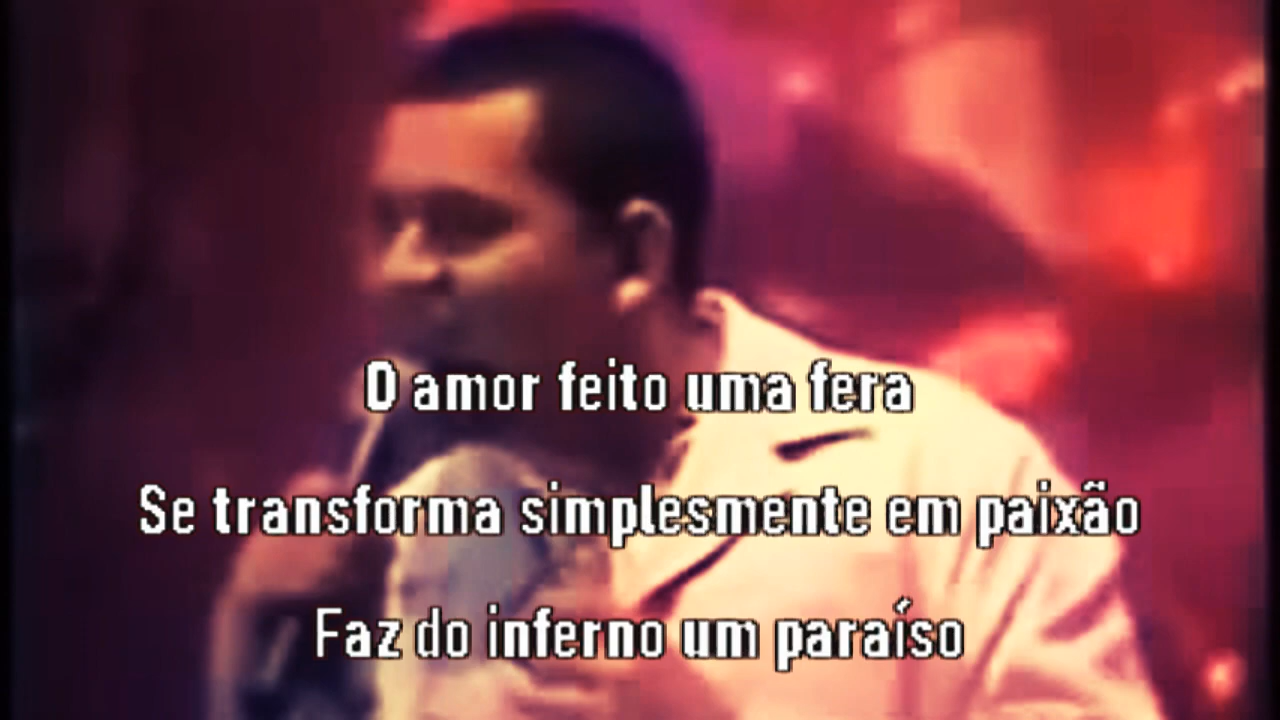 O amor feito uma fera
Se transforma simplesmente em paixão
Faz do inferno um paraíso